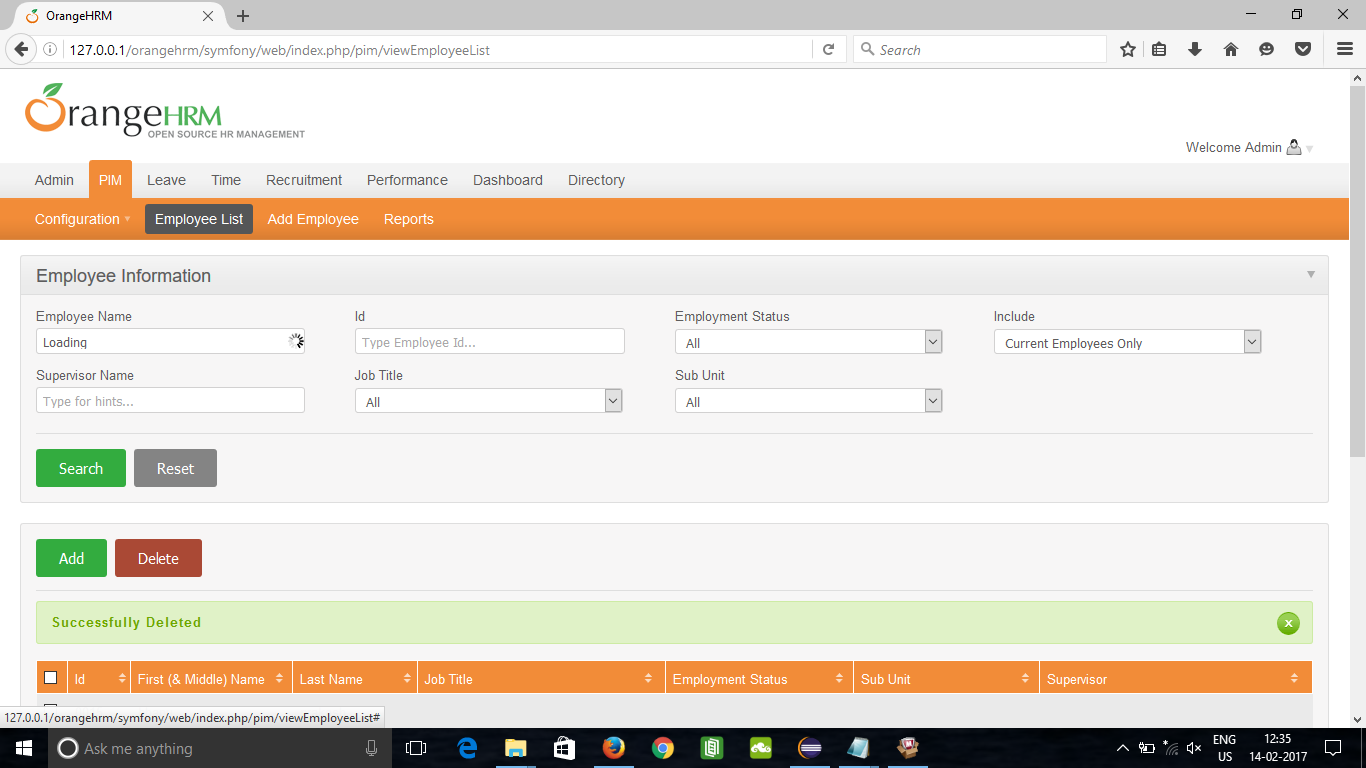 OrangeHRM
127.0.0.1/orangehrm/symfony/web/index.php/pim/viewEmployeeList
Search
OrangeHRM
OPEN SOURCE HR MANAGEMENT
Welcome Admin
Admin PIM Leave Time Recruitment Performance Dashboard Directory
Configuration Employee List Add Employee Reports
Employee Information
Employee Name Id Employment Status Include
Loading Type Employee Id... All Current Employees Only
Supervisor Name Job Title Sub Unit
Type for hints... All All
Search Reset
Add Delete
Successfully Deleted
x
Id First (& Middle) Name Last Name Job Title Employment Status Sub Unit Supervisor
127.0.0.1/orangehrm/symfony/web/index.php/pim/viewEmployeeList#
Ask me anything
ENG 12:35
US 14-02-2017